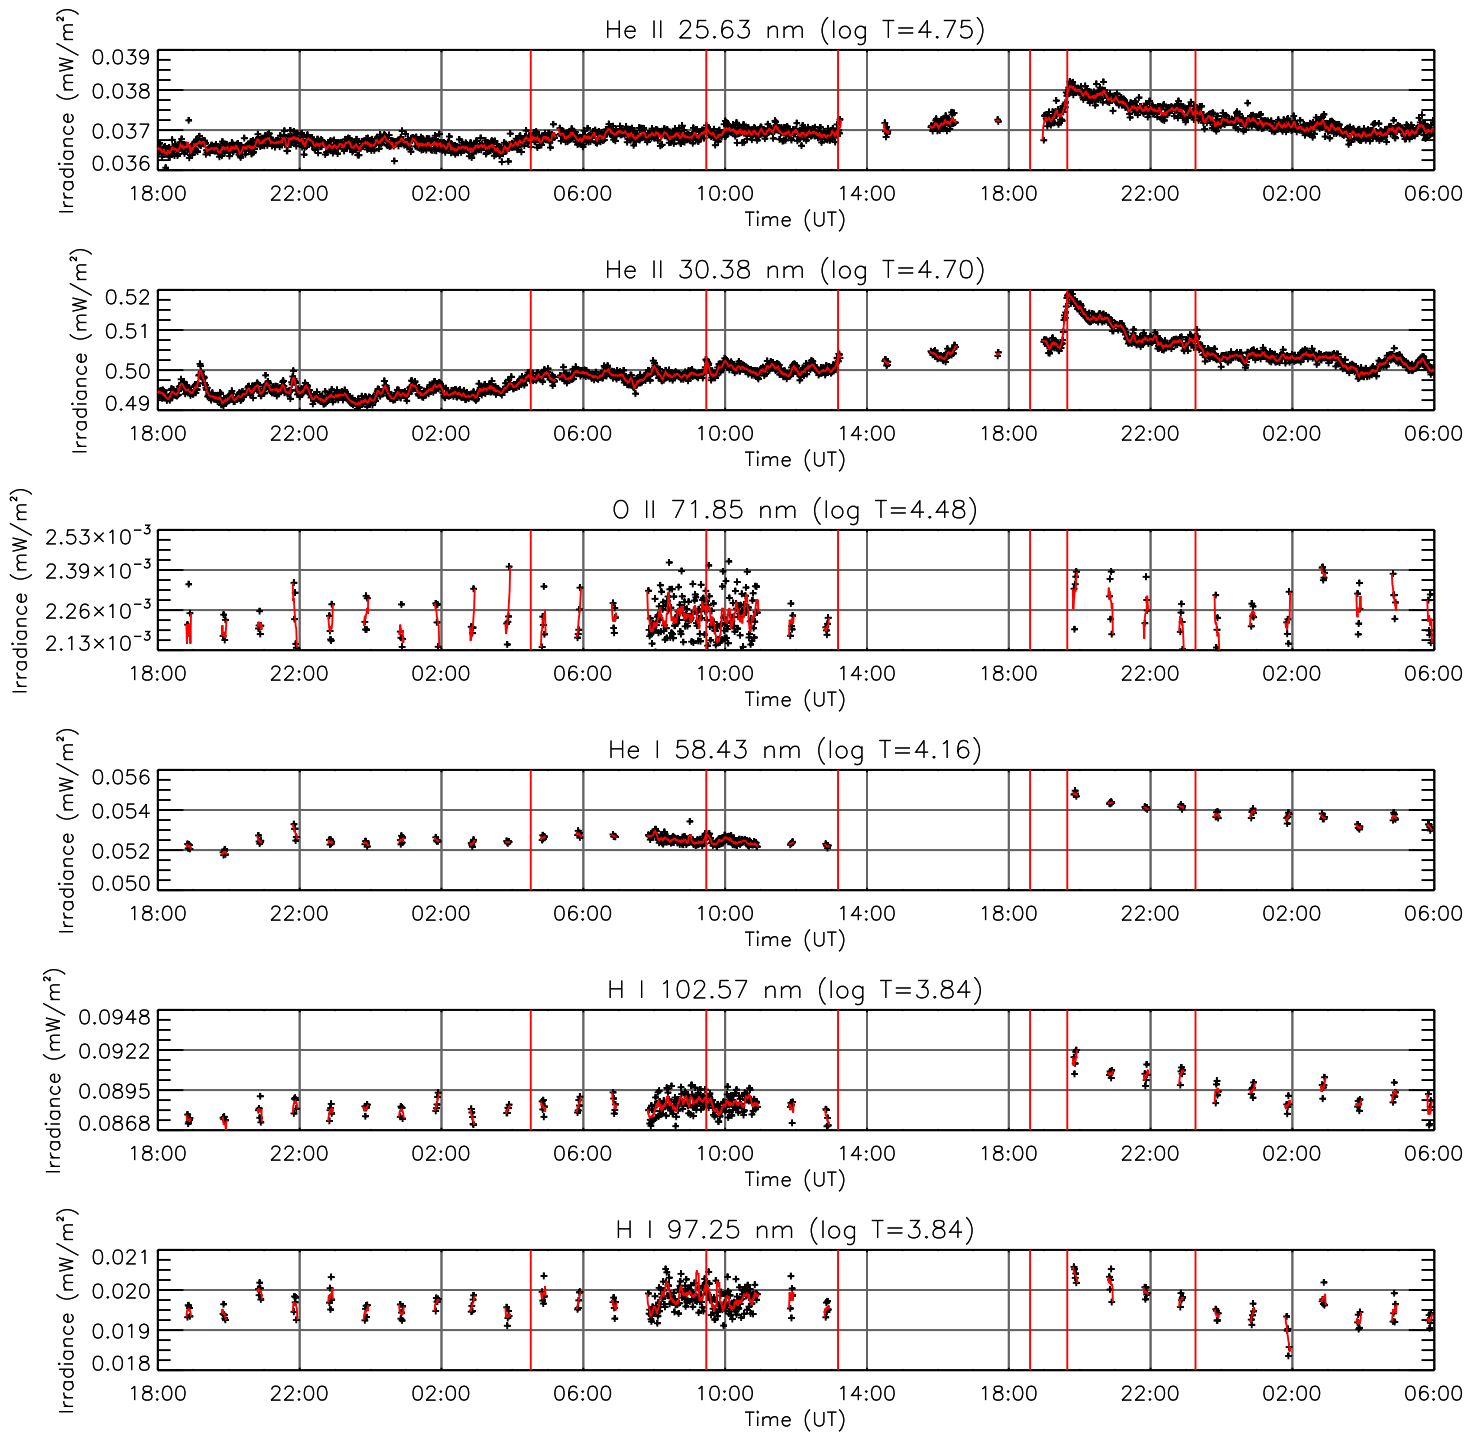 He II 25.63 nm (log T=4.75)
Irradiance (mW/m²)
0.039
0.038
0.037
0.036
18:00 22:00 02:00 06:00 10:00 14:00 18:00 22:00 02:00 06:00
Time (UT)
He II 30.38 nm (log T=4.70)
Irradiance (mW/m²)
0.52
0.51
0.50
0.49
18:00 22:00 02:00 06:00 10:00 14:00 18:00 22:00 02:00 06:00
Time (UT)
O II 71.85 nm (log T=4.48)
Irradiance (mW/m²)
2.53×10⁻³
2.39×10⁻³
2.26×10⁻³
2.13×10⁻³
18:00 22:00 02:00 06:00 10:00 14:00 18:00 22:00 02:00 06:00
Time (UT)
He I 58.43 nm (log T=4.16)
Irradiance (mW/m²)
0.056
0.054
0.052
0.050
18:00 22:00 02:00 06:00 10:00 14:00 18:00 22:00 02:00 06:00
Time (UT)
H I 102.57 nm (log T=3.84)
Irradiance (mW/m²)
0.0948
0.0922
0.0895
0.0868
18:00 22:00 02:00 06:00 10:00 14:00 18:00 22:00 02:00 06:00
Time (UT)
H I 97.25 nm (log T=3.84)
Irradiance (mW/m²)
0.021
0.020
0.019
0.018
18:00 22:00 02:00 06:00 10:00 14:00 18:00 22:00 02:00 06:00
Time (UT)